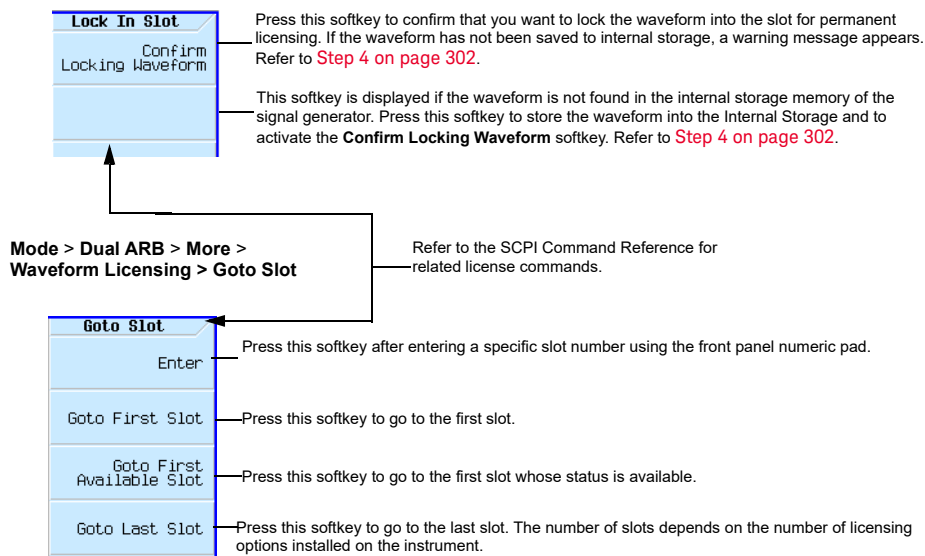 Lock In Slot
Confirm
Locking Waveform
Press this softkey to confirm that you want to lock the waveform into the slot for permanent
licensing. If the waveform has not been saved to internal storage, a warning message appears.
Refer to Step 4 on page 302.
This softkey is displayed if the waveform is not found in the internal storage memory of the
signal generator. Press this softkey to store the waveform into the Internal Storage and to
activate the Confirm Locking Waveform softkey. Refer to Step 4 on page 302.
Mode > Dual ARB > More >
Waveform Licensing > Goto Slot
Refer to the SCPI Command Reference for
related license commands.
Goto Slot
Enter
Press this softkey after entering a specific slot number using the front panel numeric pad.
Goto First Slot
Press this softkey to go to the first slot.
Goto First
Available Slot
Press this softkey to go to the first slot whose status is available.
Goto Last Slot
Press this softkey to go to the last slot. The number of slots depends on the number of licensing
options installed on the instrument.